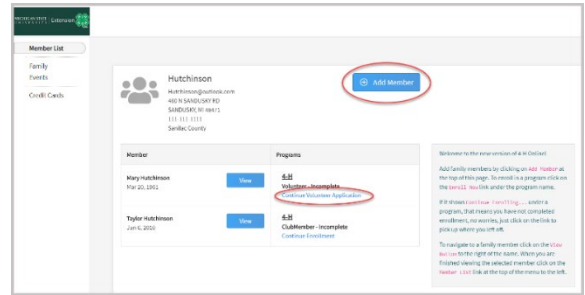 MICHIGAN STATE
UNIVERSITY Extension
Member List
Family
Events
Credit Cards
Hutchinson
Hutchinson@outlook.com
SANDUSKY, MI
111 111 1111
Sanilac County
Add Member
Member
Programs
Mary Hutchinson
View
4-H
Volunteer - Incomplete
Continue Volunteer Application
Taylor Hutchinson
Jan 6, 2010
View
4-H
ClubMember - Incomplete
Continue Enrollment
Welcome to the new version of 4-H Online!
Add family members by clicking on Add Member at
the top of this page. To enroll in a program click on
the Enroll Now link under the program name.
If it shows Continue Enrolling... under a
program, that means you have not completed
enrollment, no worries, just click on the link to
pick up where you left off.
To navigate to a family member click on the View
Button to the right of the name. When you are
finished viewing the selected member click on the
Member List link at the top of the menu to the left.